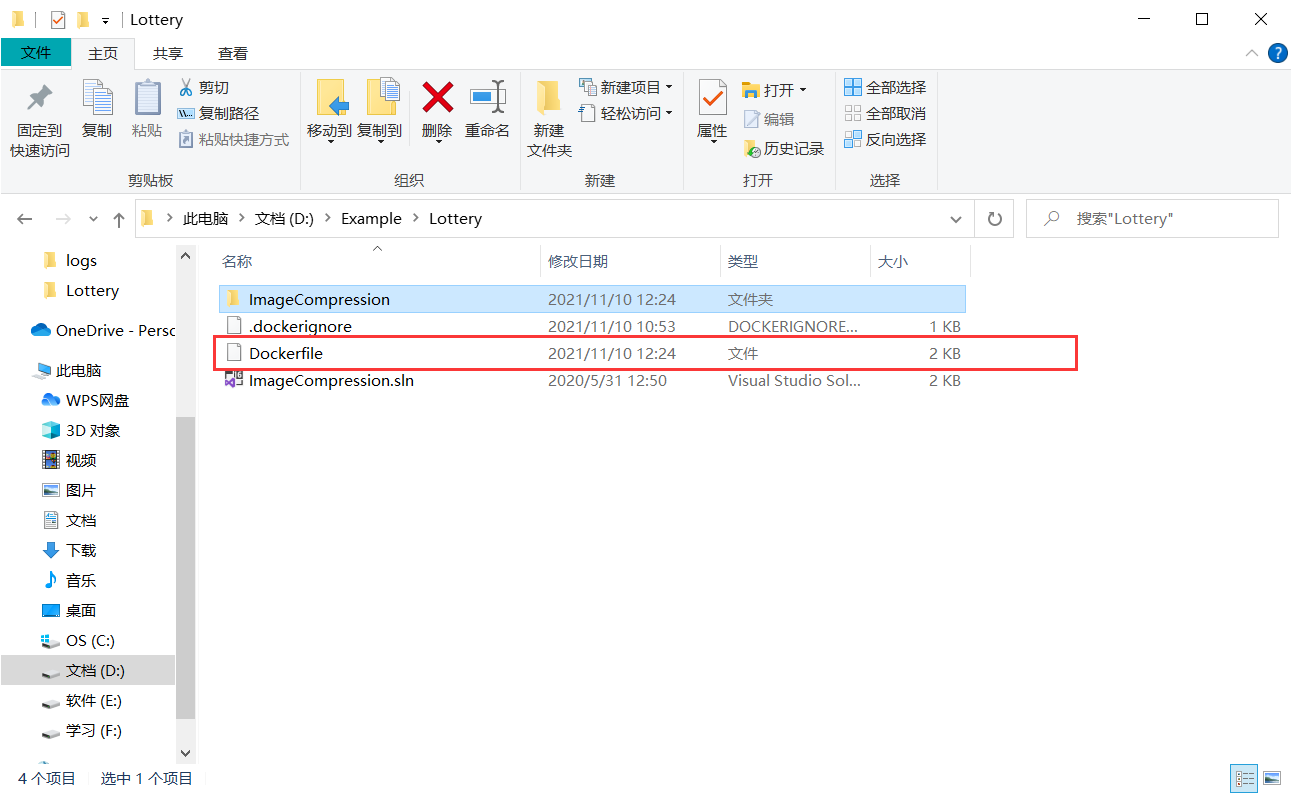 Lottery
文件 主页 共享 查看
固定到
快速访问
复制
粘贴
剪切
复制路径
粘贴快捷方式
剪贴板
移动到
复制到
删除
重命名
组织
新建
文件夹
新建项目
轻松访问
新建
属性
打开
编辑
历史记录
打开
全部选择
全部取消
反向选择
选择
此电脑 文档 (D:) Example Lottery
搜索"Lottery"
logs
Lottery
OneDrive - Persc
此电脑
WPS网盘
3D 对象
视频
图片
文档
下载
音乐
桌面
OS (C:)
文档 (D:)
软件 (E:)
学习 (F:)
名称 修改日期 类型 大小
ImageCompression 2021/11/10 12:24 文件夹
.dockerignore 2021/11/10 10:53 DOCKERIGNORE... 1 KB
Dockerfile 2021/11/10 12:24 文件 2 KB
ImageCompression.sln 2020/5/31 12:50 Visual Studio Sol... 2 KB
4 个项目 选中 1 个项目